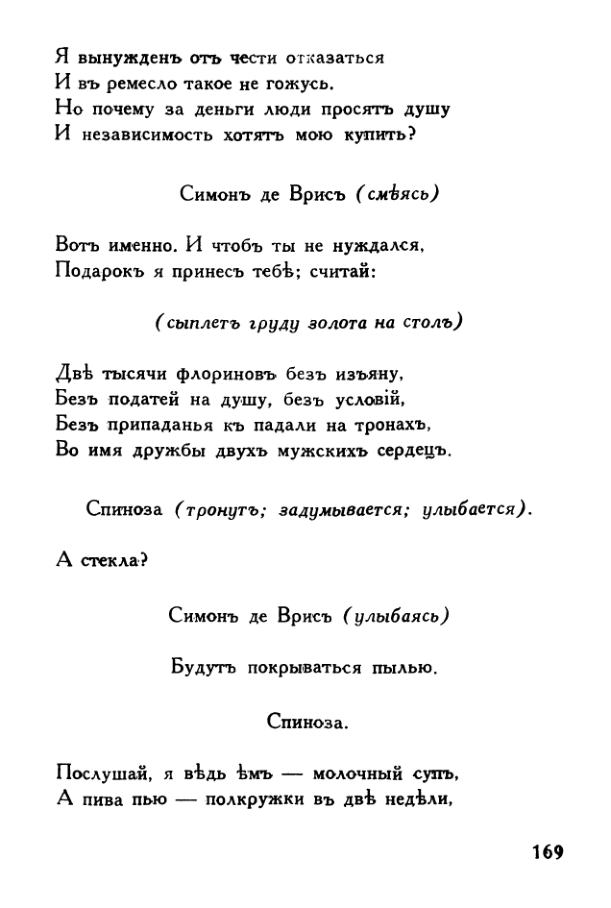 Я вынужденъ отъ чести отказаться
И въ ремесло такое не гожусь.
Но почему за деньги люди просятъ душу
И независимость хотятъ мою купить?
Симонъ де Врисъ (смѣясь)
Вотъ именно. И чтобъ ты не нуждался,
Подарокъ я принесъ тебѣ; считай:
(сыплетъ груду золота на столъ)
Двѣ тысячи флориновъ безъ изъяну,
Безъ податей на душу, безъ условій,
Безъ припаданья къ падали на тронахъ,
Во имя дружбы двухъ мужскихъ сердецъ.
Спиноза (тронутъ; задумывается; улыбается).
А стекла?
Симонъ де Врисъ (улыбаясь)
Будутъ покрываться пылью.
Спиноза.
Послушай, я вѣдь ѣмъ — молочный супъ,
А пива пью — полкружки въ двѣ недѣли,
169